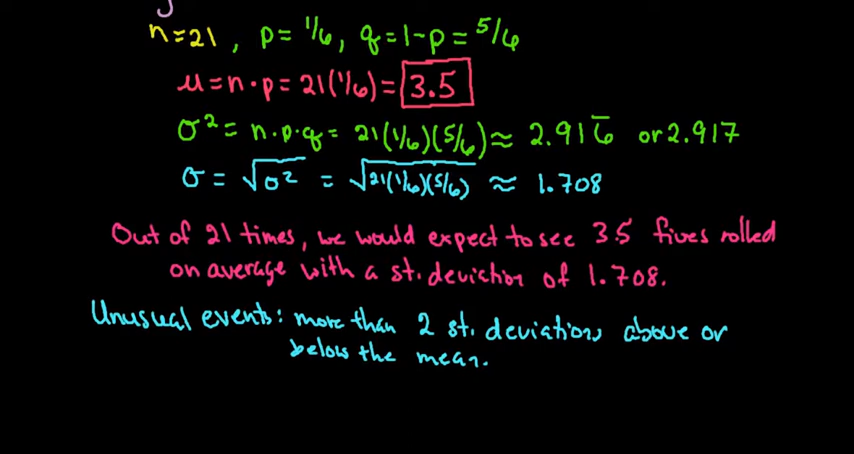 n=21, p= 1/6, q=1-p= 5/6
μ=n·p=21(1/6)= 3.5
σ²= n·p·q= 21(1/6)(5/6)≈ 2.916̅ or 2.917
σ = √σ² = √21(1/6)(5/6) ≈ 1.708
Out of 21 times, we would expect to see 3.5 fives rolled
on average with a st. deviation of 1.708.
Unusual events: more than 2 st. deviations above or
below the mean.